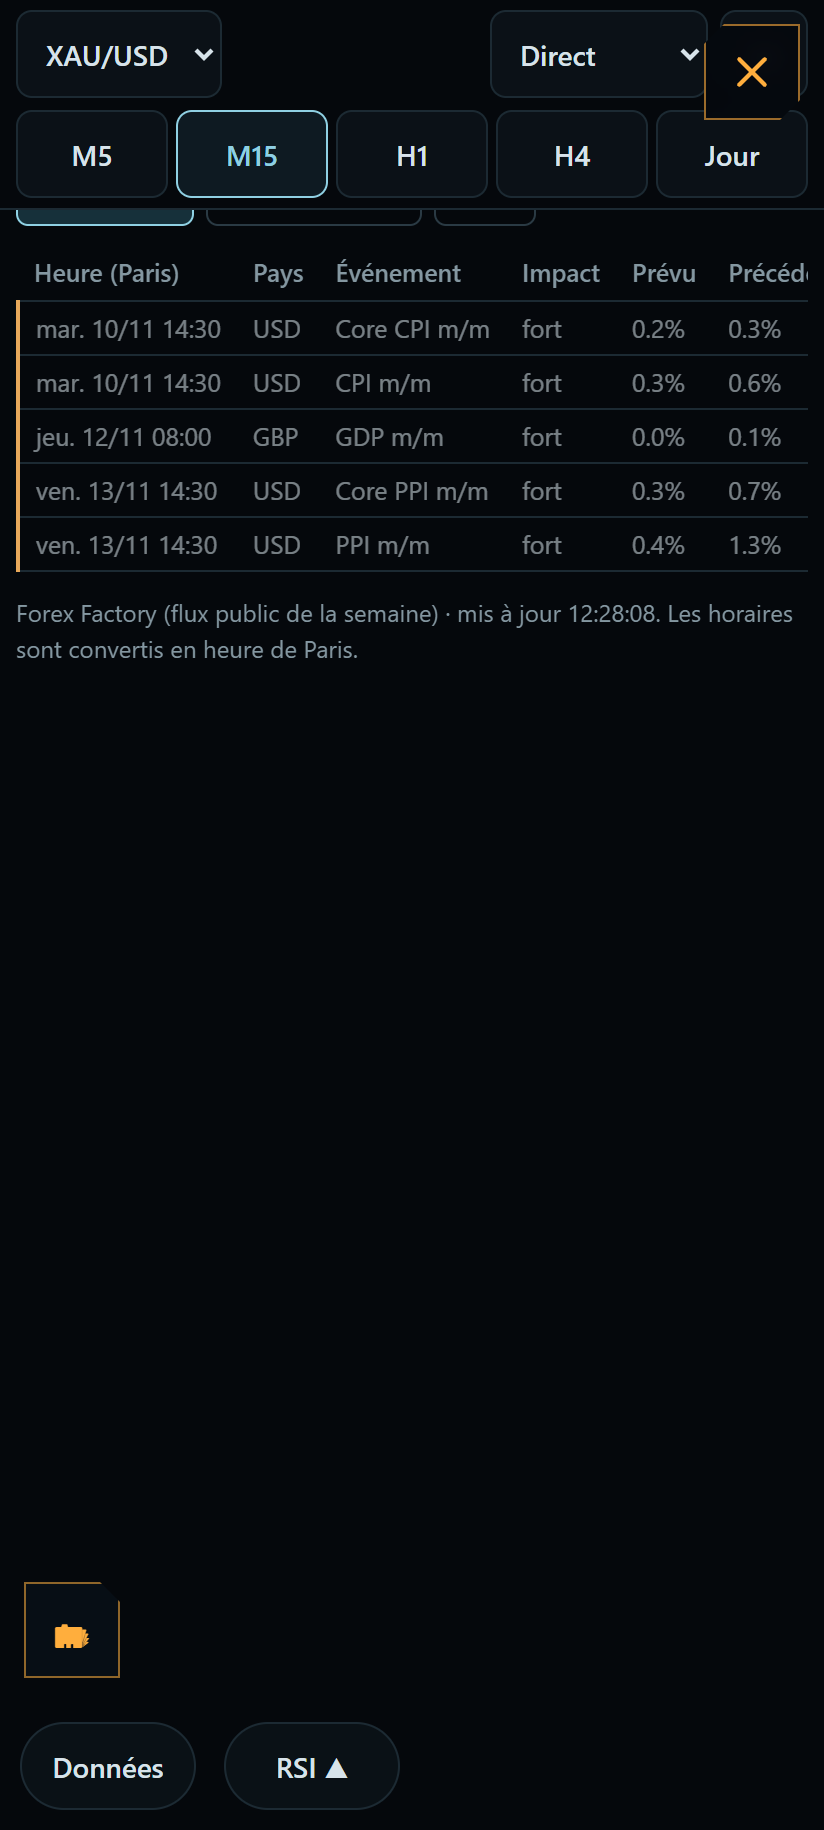 XAU/USD Direct
M5 M15 H1 H4 Jour
Heure (Paris) Pays Événement Impact Prévu Précéd
mar. 10/11 14:30 USD Core CPI m/m fort 0.2% 0.3%
mar. 10/11 14:30 USD CPI m/m fort 0.3% 0.6%
jeu. 12/11 08:00 GBP GDP m/m fort 0.0% 0.1%
ven. 13/11 14:30 USD Core PPI m/m fort 0.3% 0.7%
ven. 13/11 14:30 USD PPI m/m fort 0.4% 1.3%
Forex Factory (flux public de la semaine) · mis à jour 12:28:08. Les horaires
sont convertis en heure de Paris.
Données RSI ▲